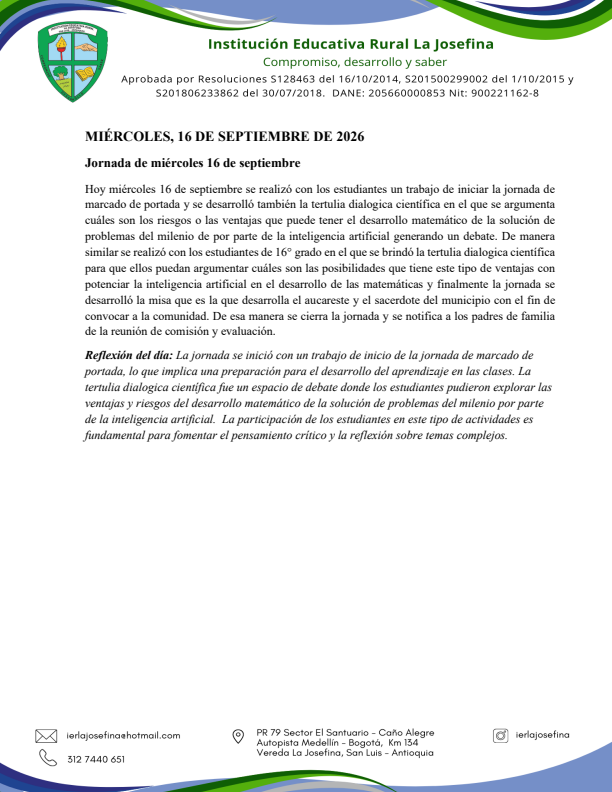 Institución Educativa Rural La Josefina
Compromiso, desarrollo y saber
Aprobada por Resoluciones S128463 del 16/10/2014, S201500299002 del 1/10/2015 y
S201806233862 del 30/07/2018.  DANE: 205660000853 Nit: 900221162-8
MIÉRCOLES, 16 DE SEPTIEMBRE DE 2026
Jornada de miércoles 16 de septiembre
Hoy miércoles 16 de septiembre se realizó con los estudiantes un trabajo de iniciar la jornada de
marcado de portada y se desarrolló también la tertulia dialogica científica en el que se argumenta
cuáles son los riesgos o las ventajas que puede tener el desarrollo matemático de la solución de
problemas del milenio de por parte de la inteligencia artificial generando un debate. De manera
similar se realizó con los estudiantes de 16° grado en el que se brindó la tertulia dialogica científica
para que ellos puedan argumentar cuáles son las posibilidades que tiene este tipo de ventajas con
potenciar la inteligencia artificial en el desarrollo de las matemáticas y finalmente la jornada se
desarrolló la misa que es la que desarrolla el aucareste y el sacerdote del municipio con el fin de
convocar a la comunidad. De esa manera se cierra la jornada y se notifica a los padres de familia
de la reunión de comisión y evaluación.
Reflexión del día: La jornada se inició con un trabajo de inicio de la jornada de marcado de
portada, lo que implica una preparación para el desarrollo del aprendizaje en las clases. La
tertulia dialogica científica fue un espacio de debate donde los estudiantes pudieron explorar las
ventajas y riesgos del desarrollo matemático de la solución de problemas del milenio por parte
de la inteligencia artificial.  La participación de los estudiantes en este tipo de actividades es
fundamental para fomentar el pensamiento crítico y la reflexión sobre temas complejos.
ierlajosefina@hotmail.com
312 7440 651
PR 79 Sector El Santuario - Caño Alegre
Autopista Medellín - Bogotá,  Km 134
Vereda La Josefina, San Luis - Antioquia
ierlajosefina